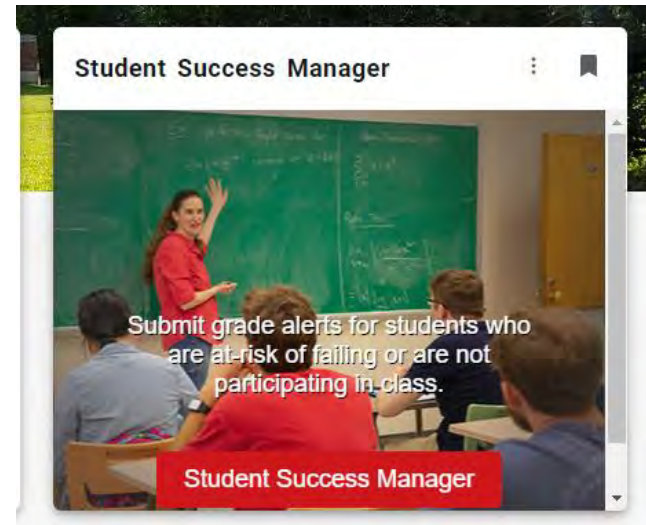 Student Success Manager
Submit grade alerts for students who
are at-risk of failing or are not
participating in class.
Student Success Manager